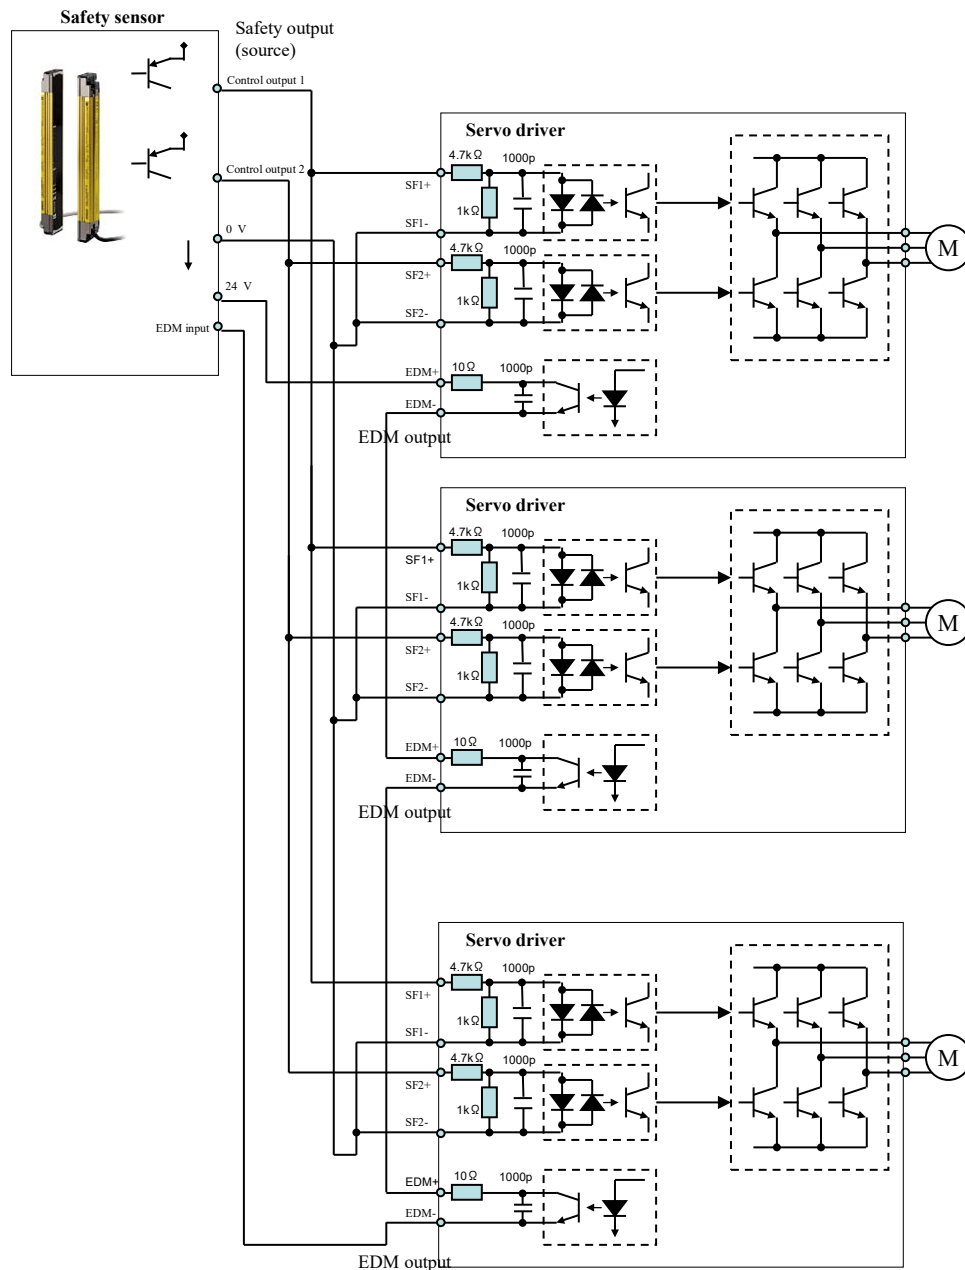 Safety sensor
Safety output
(source)
Control output 1
Control output 2
0 V
24 V
EDM input
Servo driver
4.7kΩ
1000p
SF1+
1kΩ
SF1-
4.7kΩ
1000p
SF2+
1kΩ
SF2-
10Ω
1000p
EDM+
EDM-
EDM output
M
Servo driver
4.7kΩ
1000p
SF1+
1kΩ
SF1-
4.7kΩ
1000p
SF2+
1kΩ
SF2-
10Ω
1000p
EDM+
EDM-
EDM output
M
Servo driver
4.7kΩ
1000p
SF1+
1kΩ
SF1-
4.7kΩ
1000p
SF2+
1kΩ
SF2-
10Ω
1000p
EDM+
EDM-
EDM output
M